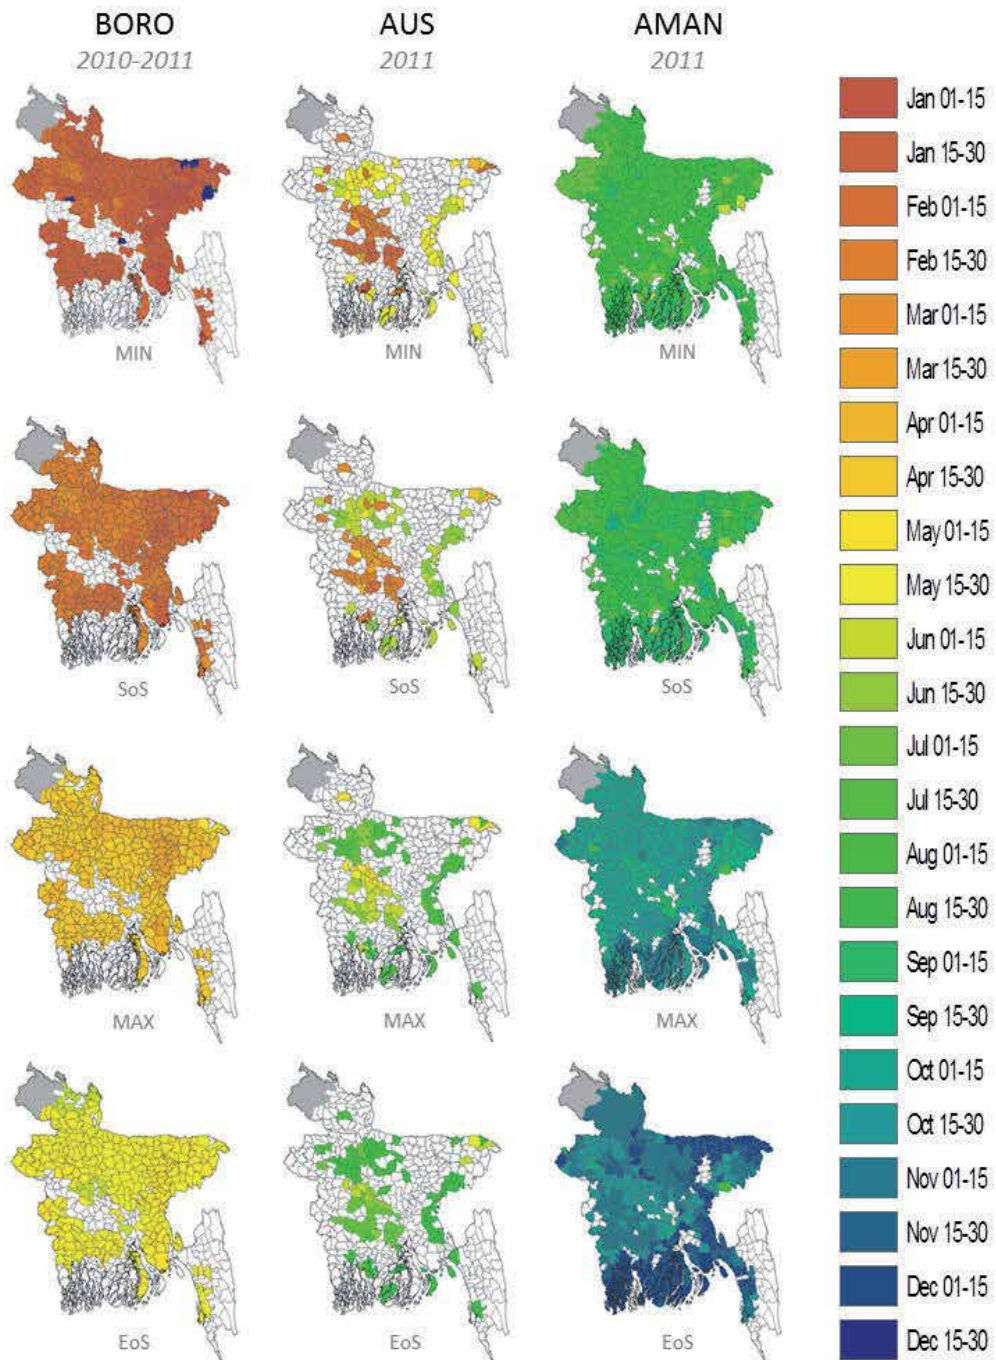 BORO AUS AMAN
2010-2011 2011 2011
MIN MIN MIN
SoS SoS SoS
MAX MAX MAX
EoS EoS EoS
Jan 01-15
Jan 15-30
Feb 01-15
Feb 15-30
Mar 01-15
Mar 15-30
Apr 01-15
Apr 15-30
May 01-15
May 15-30
Jun 01-15
Jun 15-30
Jul 01-15
Jul 15-30
Aug 01-15
Aug 15-30
Sep 01-15
Sep 15-30
Oct 01-15
Oct 15-30
Nov 01-15
Nov 15-30
Dec 01-15
Dec 15-30